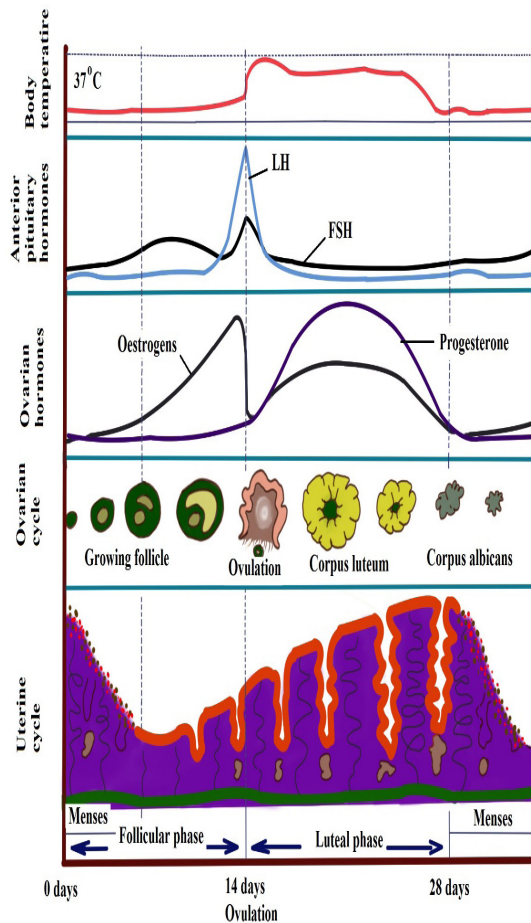 Body
temperatire
37⁰C
Anterior
pituitary
hormones
LH
FSH
Ovarian
hormones
Oestrogens
Progesterone
Ovarian
cycle
Growing follicle
Ovulation
Corpus luteum
Corpus albicans
Uterine
cycle
Menses
Follicular phase
Luteal phase
Menses
0 days
14 days
28 days
Ovulation